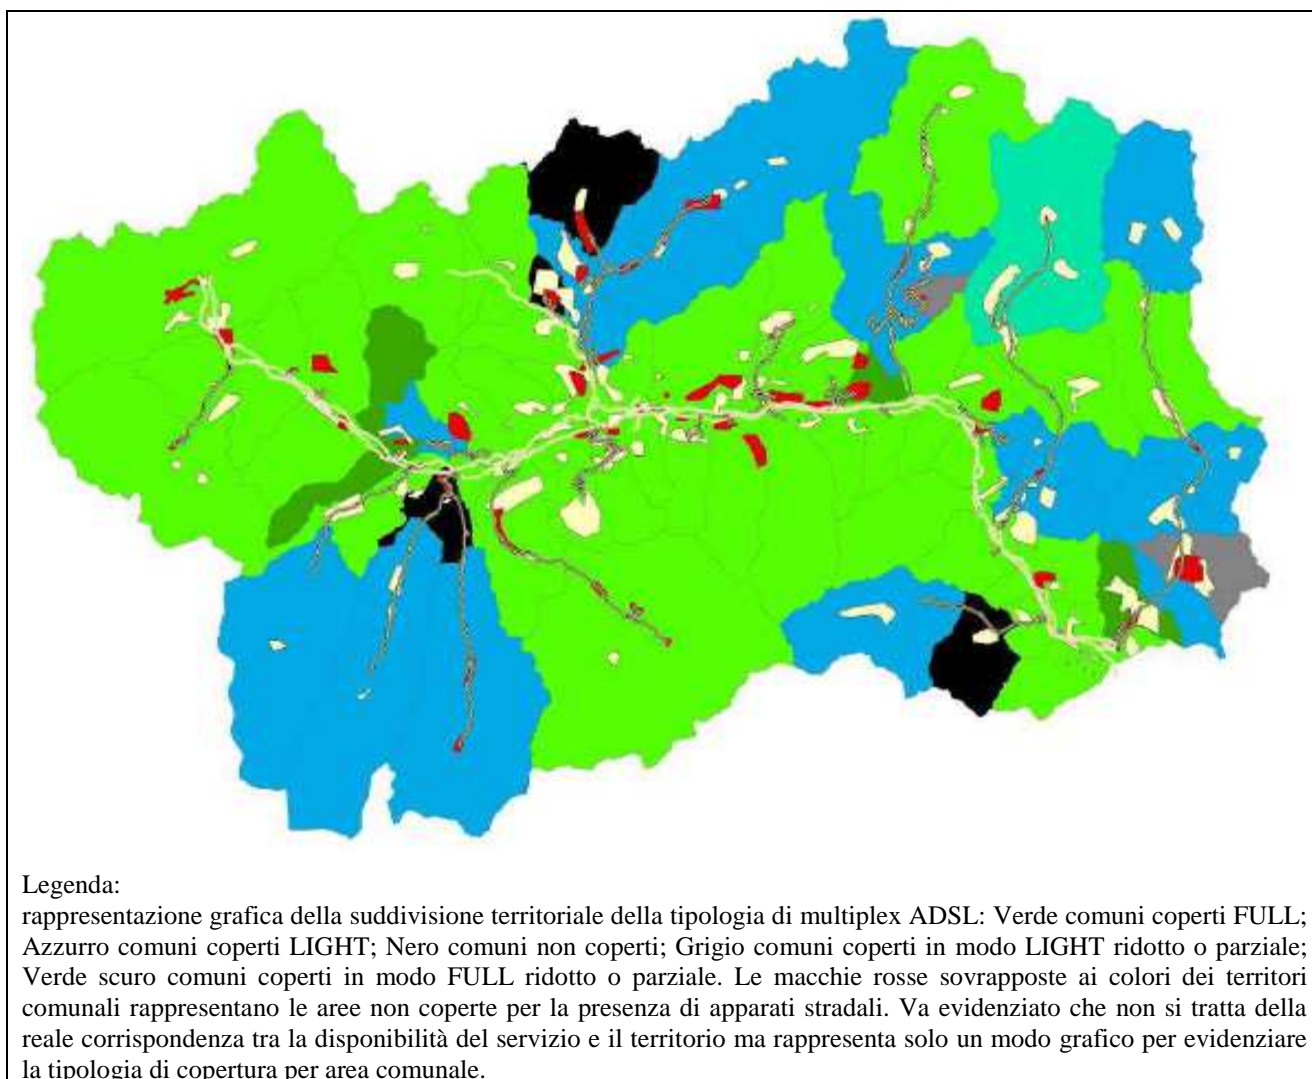 Legenda:
rappresentazione grafica della suddivisione territoriale della tipologia di multiplex ADSL: Verde comuni coperti FULL;
Azzurro comuni coperti LIGHT; Nero comuni non coperti; Grigio comuni coperti in modo LIGHT ridotto o parziale;
Verde scuro comuni coperti in modo FULL ridotto o parziale. Le macchie rosse sovrapposte ai colori dei territori
comunali rappresentano le aree non coperte per la presenza di apparati stradali. Va evidenziato che non si tratta della
reale corrispondenza tra la disponibilità del servizio e il territorio ma rappresenta solo un modo grafico per evidenziare
la tipologia di copertura per area comunale.